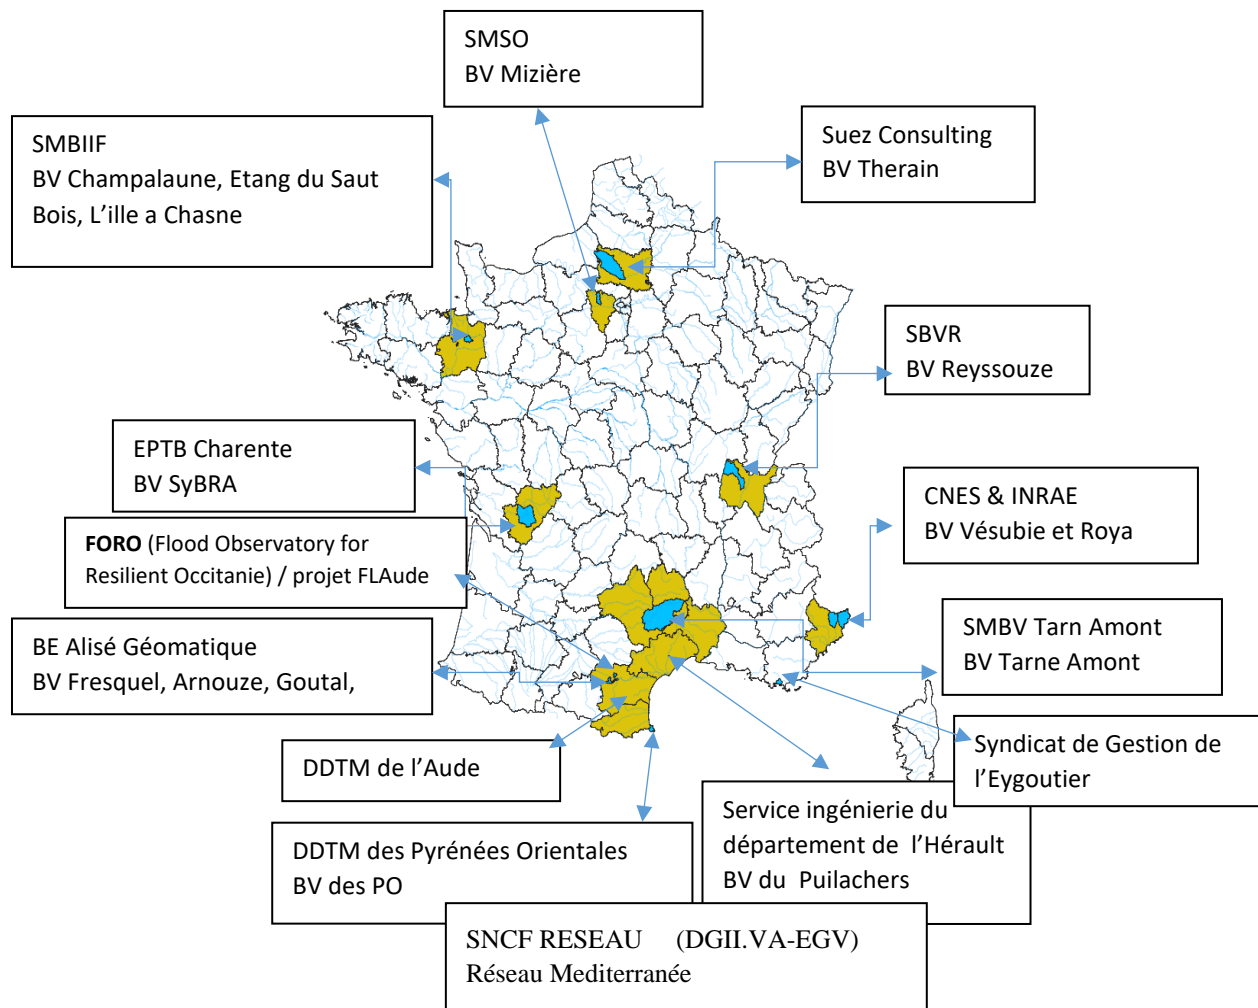 SMSO
BV Mizière
Suez Consulting
BV Therain
SMBIIF
BV Champalaune, Etang du Saut
Bois, L’ille a Chasne
SBVR
BV Reyssouze
EPTB Charente
BV SyBRA
CNES & INRAE
BV Vésubie et Roya
FORO (Flood Observatory for
Resilient Occitanie) / projet FLAude
SMBV Tarn Amont
BV Tarne Amont
BE Alisé Géomatique
BV Fresquel, Arnouze, Goutal,
Syndicat de Gestion de
l’Eygoutier
DDTM de l’Aude
Service ingénierie du
département de l’Hérault
BV du Puilachers
DDTM des Pyrénées Orientales
BV des PO
SNCF RESEAU (DGII.VA-EGV)
Réseau Mediterranée